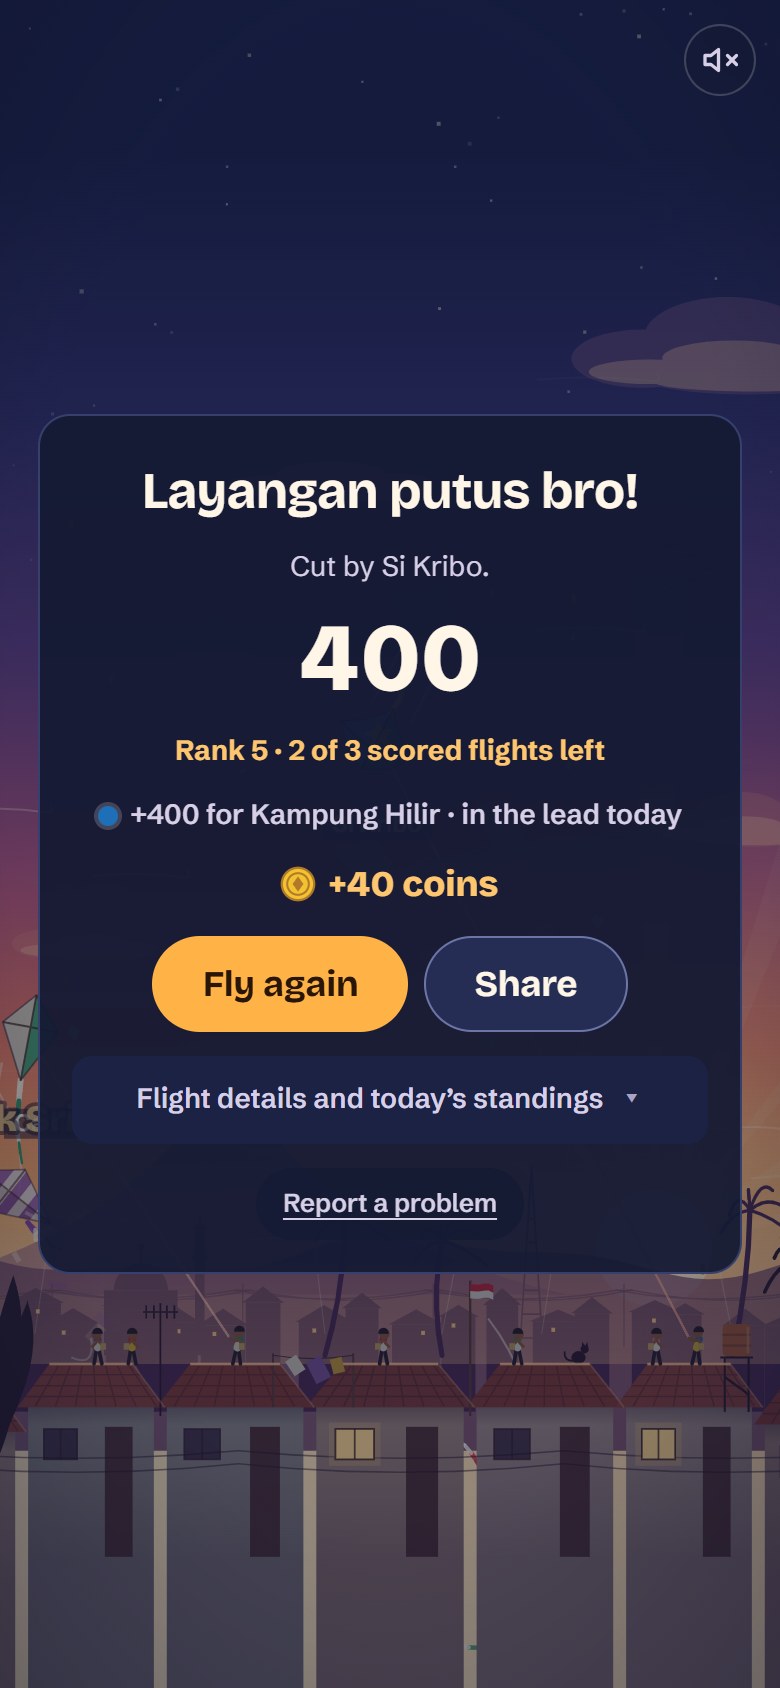 Layangan putus bro!
Cut by Si Kribo.
400
Rank 5 · 2 of 3 scored flights left
+400 for Kampung Hilir · in the lead today
+40 coins
Fly again
Share
Flight details and today’s standings
Report a problem